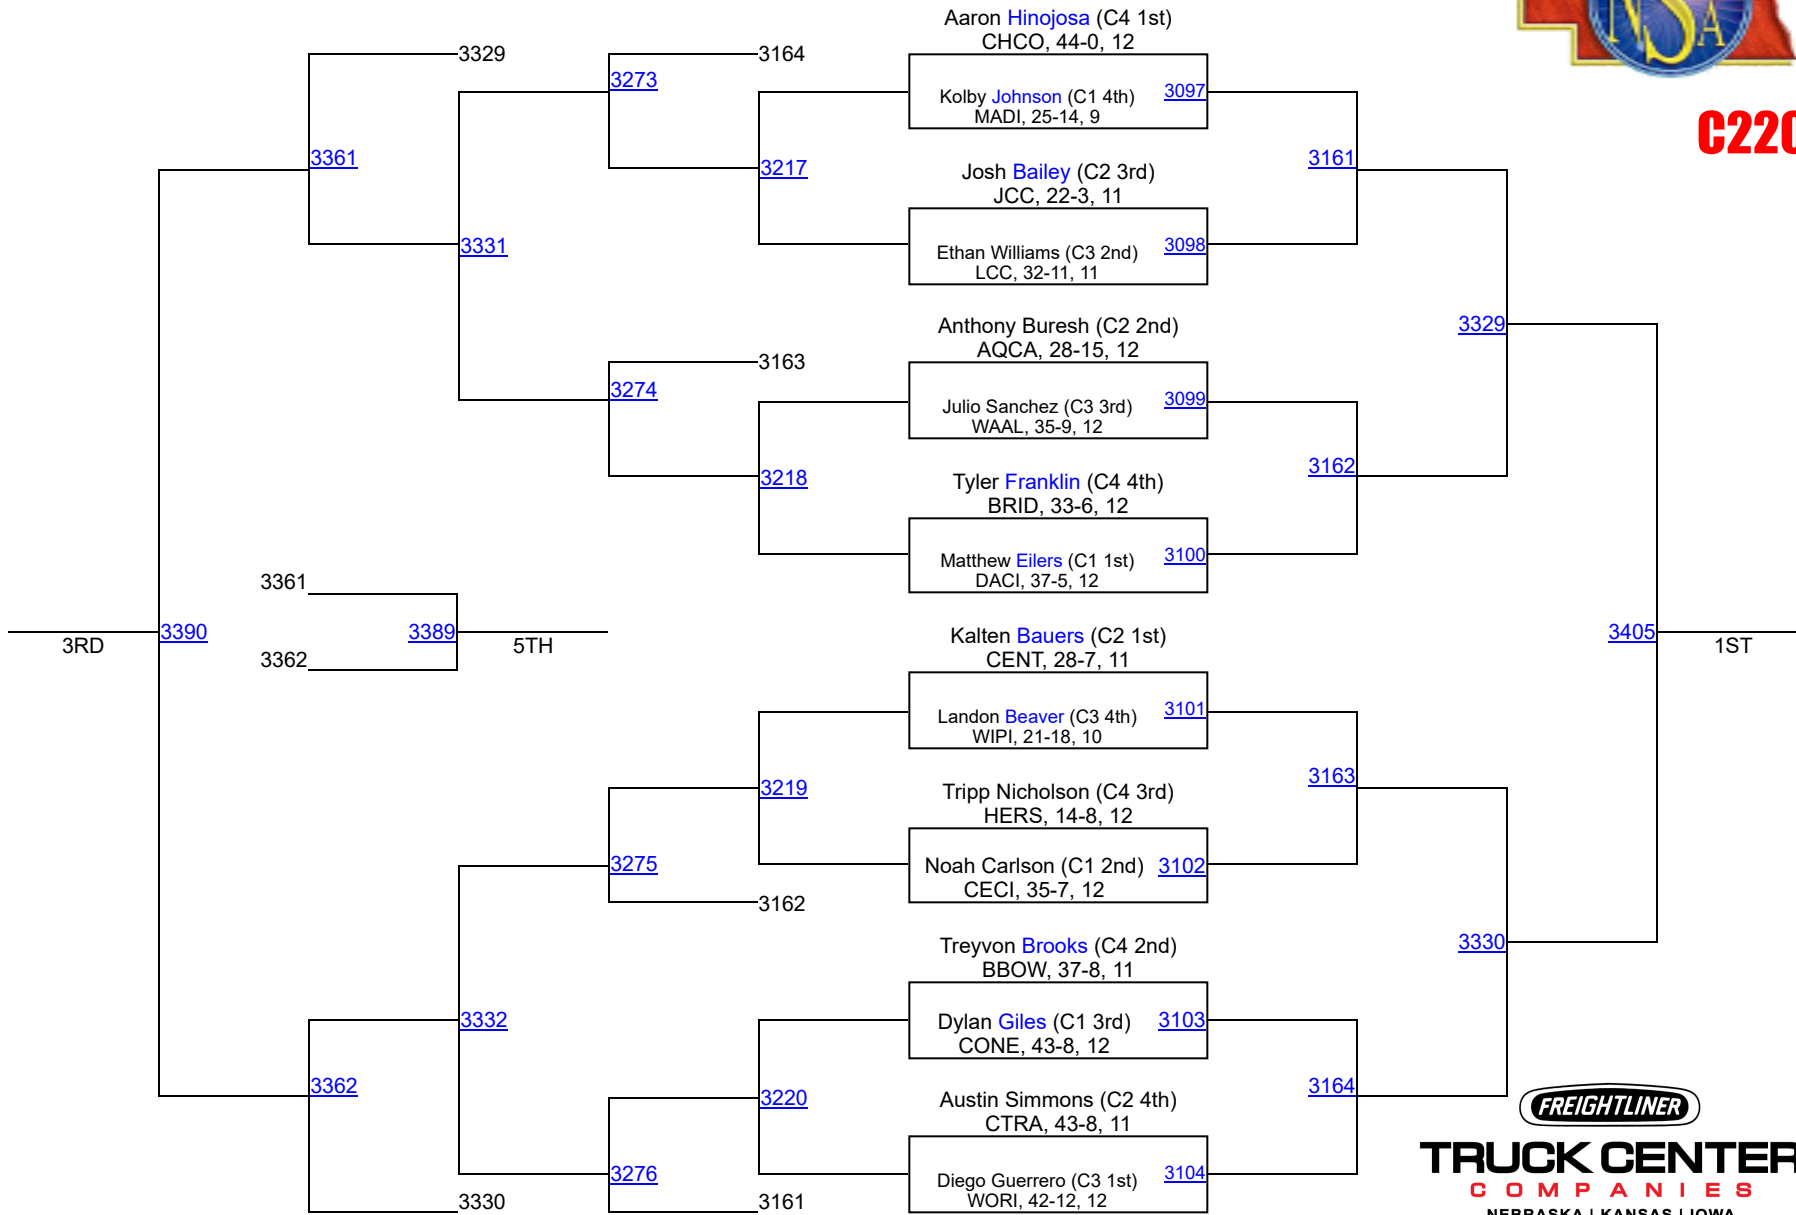 Aaron Hinojosa (C4 1st)
CHCO, 44-0, 12
NSA
3329
3164
3273
Kolby Johnson (C1 4th)
MADI, 25-14, 9
3097
3361
3217
Josh Bailey (C2 3rd)
JCC, 22-3, 11
3161
3331
Ethan Williams (C3 2nd)
LCC, 32-11, 11
3098
Anthony Buresh (C2 2nd)
AQCA, 28-15, 12
3329
3163
3274
Julio Sanchez (C3 3rd)
WAAL, 35-9, 12
3099
3218
Tyler Franklin (C4 4th)
BRID, 33-6, 12
3162
Matthew Eilers (C1 1st)
DACI, 37-5, 12
3100
3361
3RD
3390
3389
5TH
3362
Kalten Bauers (C2 1st)
CENT, 28-7, 11
3405
1ST
Landon Beaver (C3 4th)
WIPI, 21-18, 10
3101
3219
Tripp Nicholson (C4 3rd)
HERS, 14-8, 12
3163
3275
Noah Carlson (C1 2nd)
CECI, 35-7, 12
3102
3162
Treyvon Brooks (C4 2nd)
BBOW, 37-8, 11
3330
3332
Dylan Giles (C1 3rd)
CONE, 43-8, 12
3103
3362
3220
Austin Simmons (C2 4th)
CTRA, 43-8, 11
3164
3276
Diego Guerrero (C3 1st)
WORI, 42-12, 12
3104
3330
3161
FREIGHTLINER
TRUCK CENTER
COMPANIES
NEBRASKA | KANSAS | IOWA